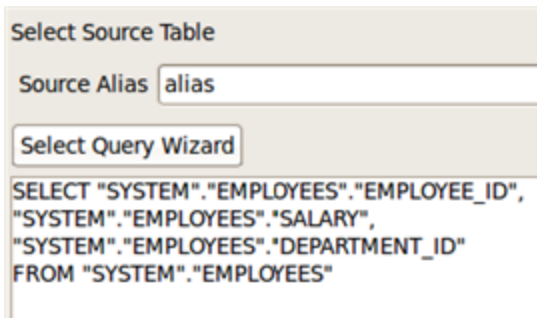 Select Source Table
Source Alias alias
Select Query Wizard
SELECT "SYSTEM"."EMPLOYEES"."EMPLOYEE_ID",
"SYSTEM"."EMPLOYEES"."SALARY",
"SYSTEM"."EMPLOYEES"."DEPARTMENT_ID"
FROM "SYSTEM"."EMPLOYEES"